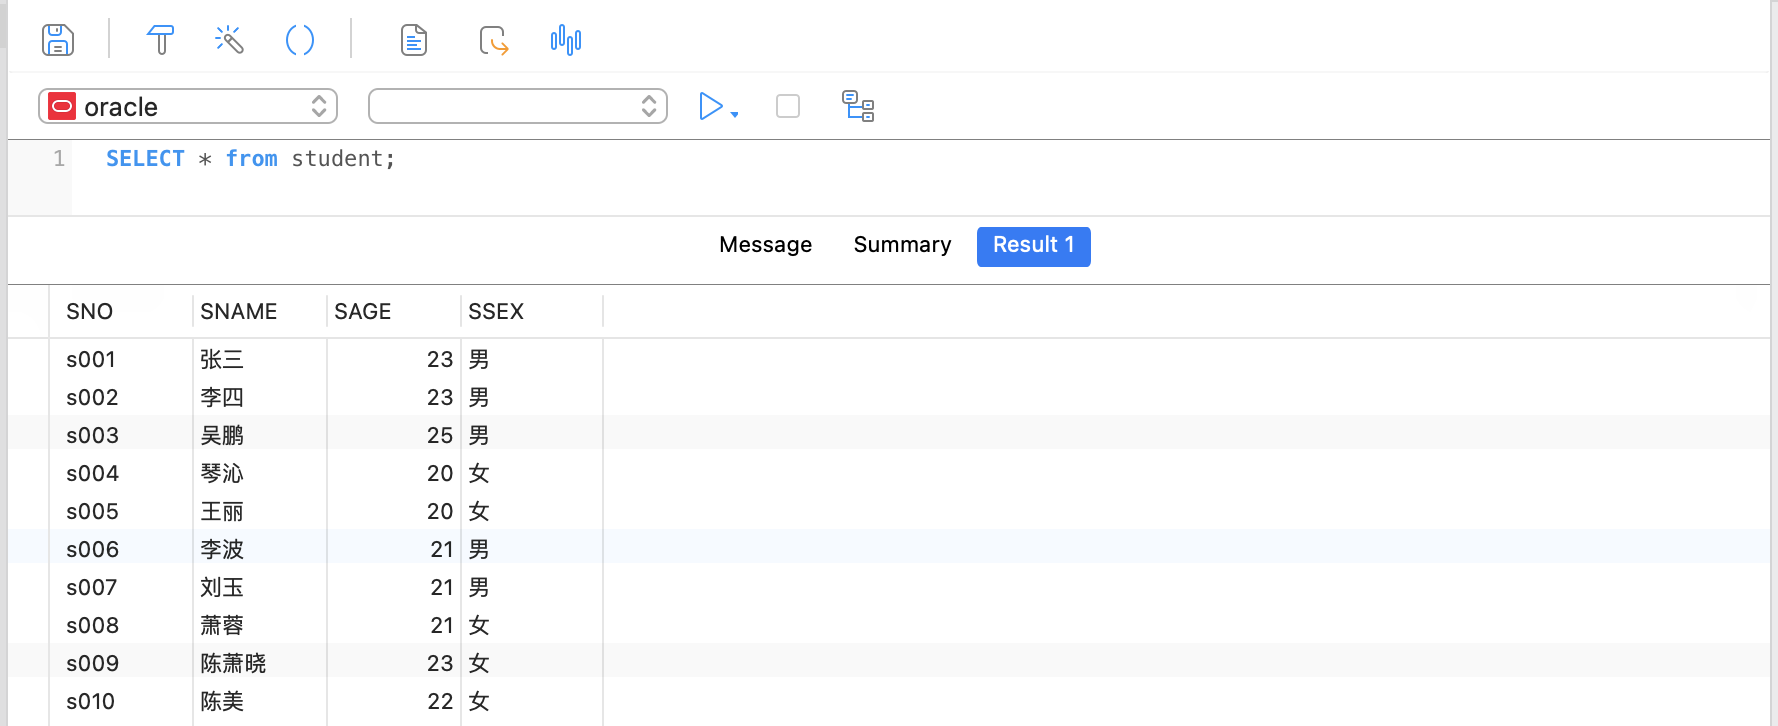 oracle
1 SELECT * from student;
Message Summary Result 1
SNO SNAME SAGE SSEX
s001 张三 23 男
s002 李四 23 男
s003 吴鹏 25 男
s004 琴沁 20 女
s005 王丽 20 女
s006 李波 21 男
s007 刘玉 21 男
s008 萧蓉 21 女
s009 陈萧晓 23 女
s010 陈美 22 女